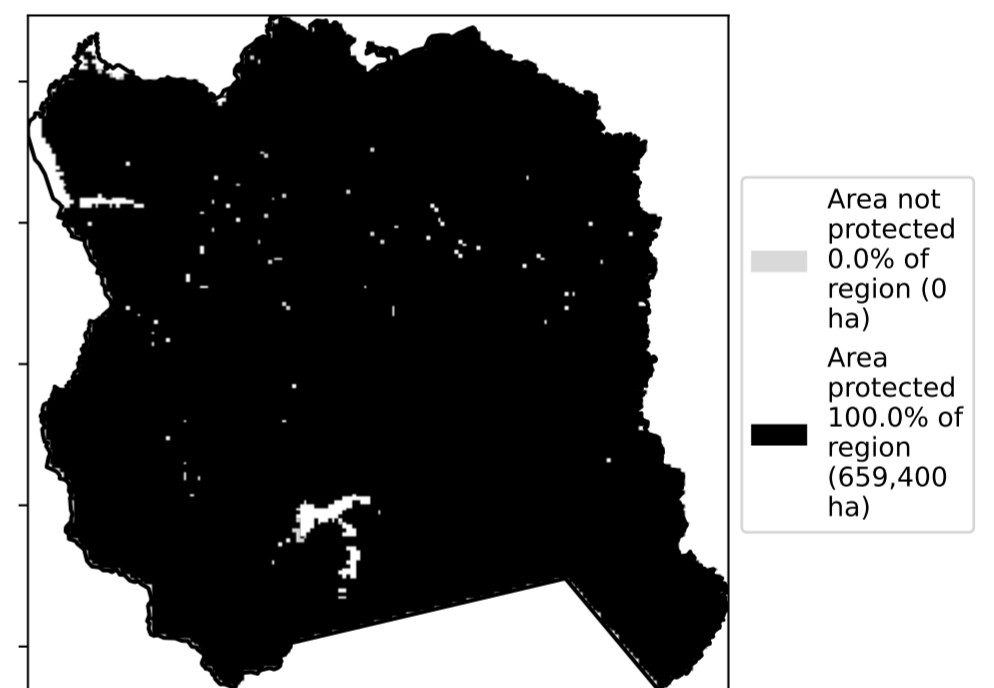 Area not
protected
0.0% of
region (0
ha)
Area
protected
100.0% of
region
(659,400
ha)